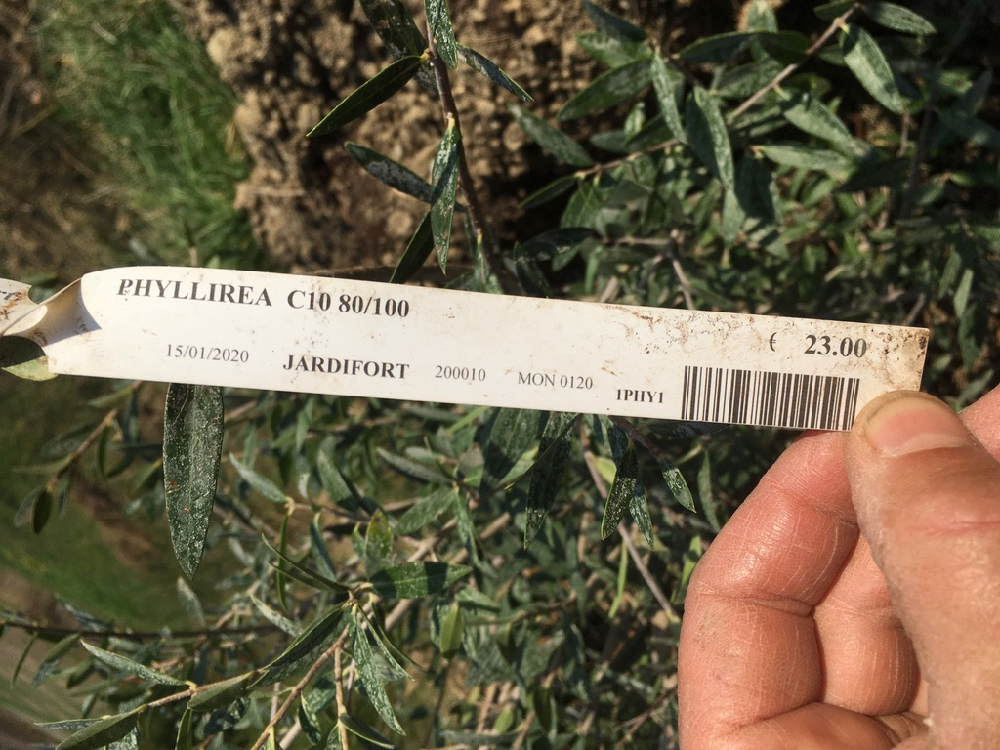 PHYLLIREA C10 80/100
€ 23.00
15/01/2020 JARDIFORT 200010 MON 0120 1PHY1